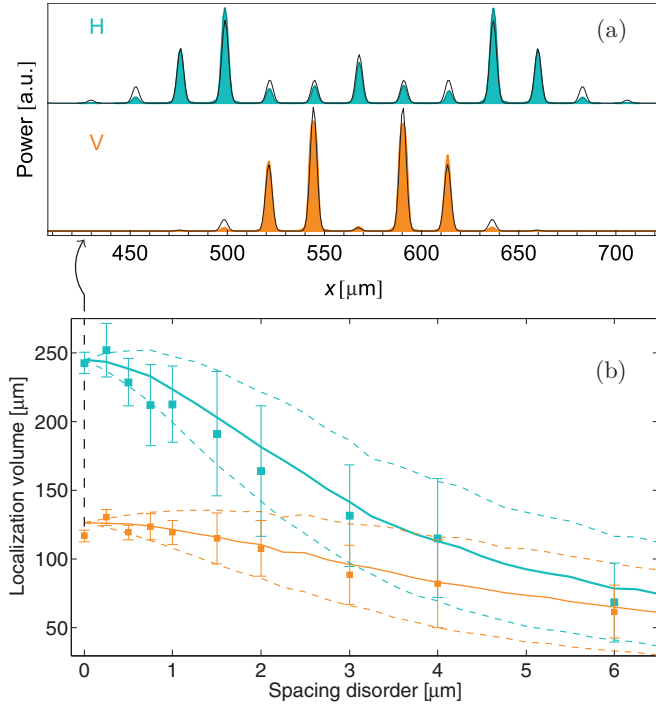 H
(a)
V
Power [a.u.]
450 500 550 600 650 700
x [μm]
(b)
Localization volume [μm]
250
200
150
100
50
0 1 2 3 4 5 6
Spacing disorder [μm]